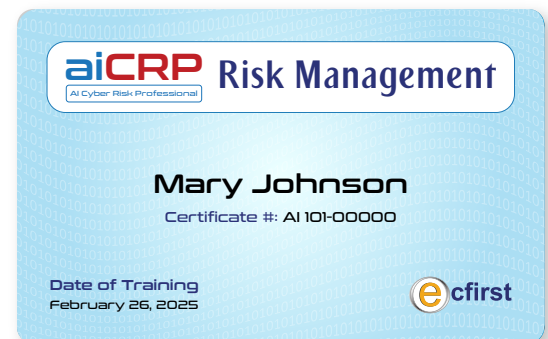 aiCRP
AI Cyber Risk Professional
Risk Management
Mary Johnson
Certificate #: AI 101-00000
Date of Training
February 26, 2025
ecfirst